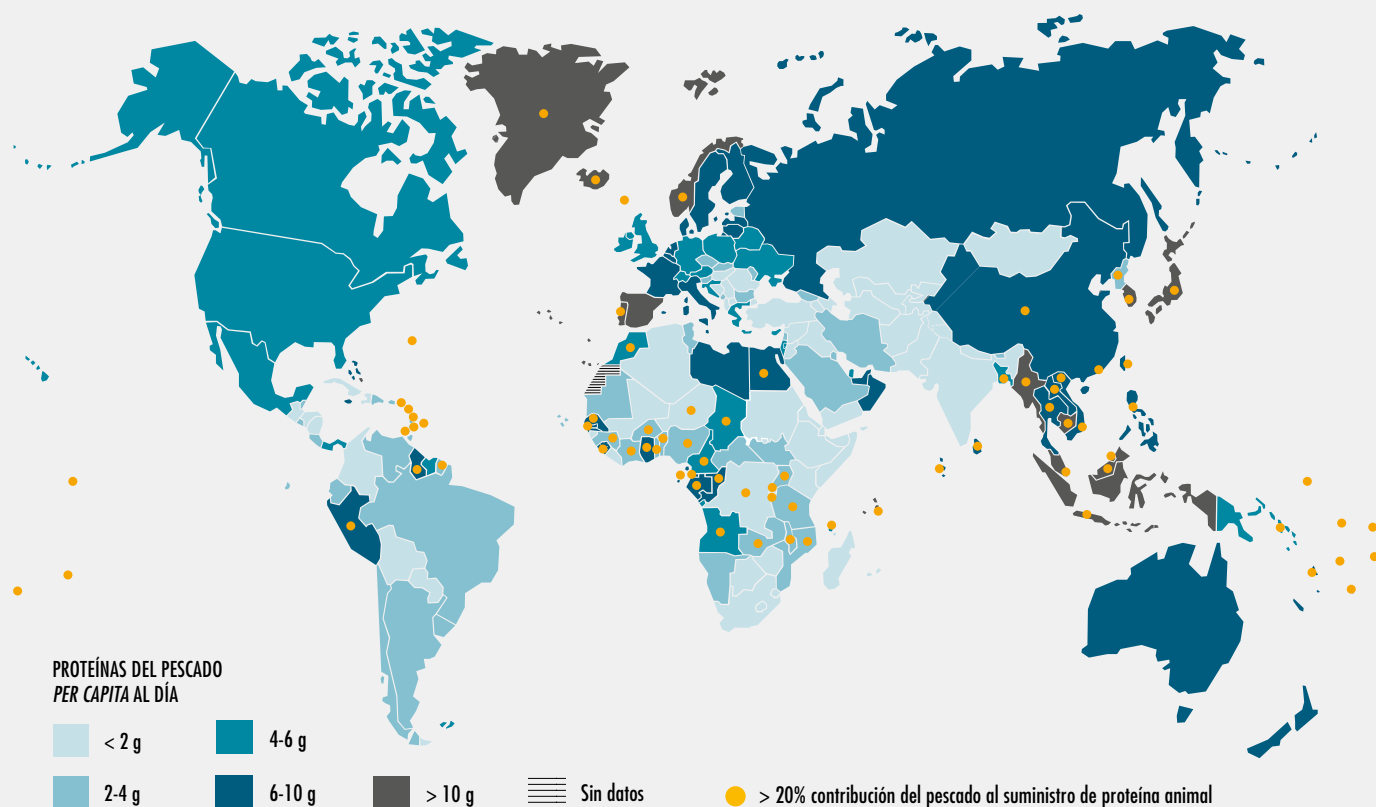 PROTEÍNAS DEL PESCADO
PER CAPITA AL DÍA
< 2 g
4-6 g
2-4 g
6-10 g
> 10 g
Sin datos
> 20% contribución del pescado al suministro de proteína animal